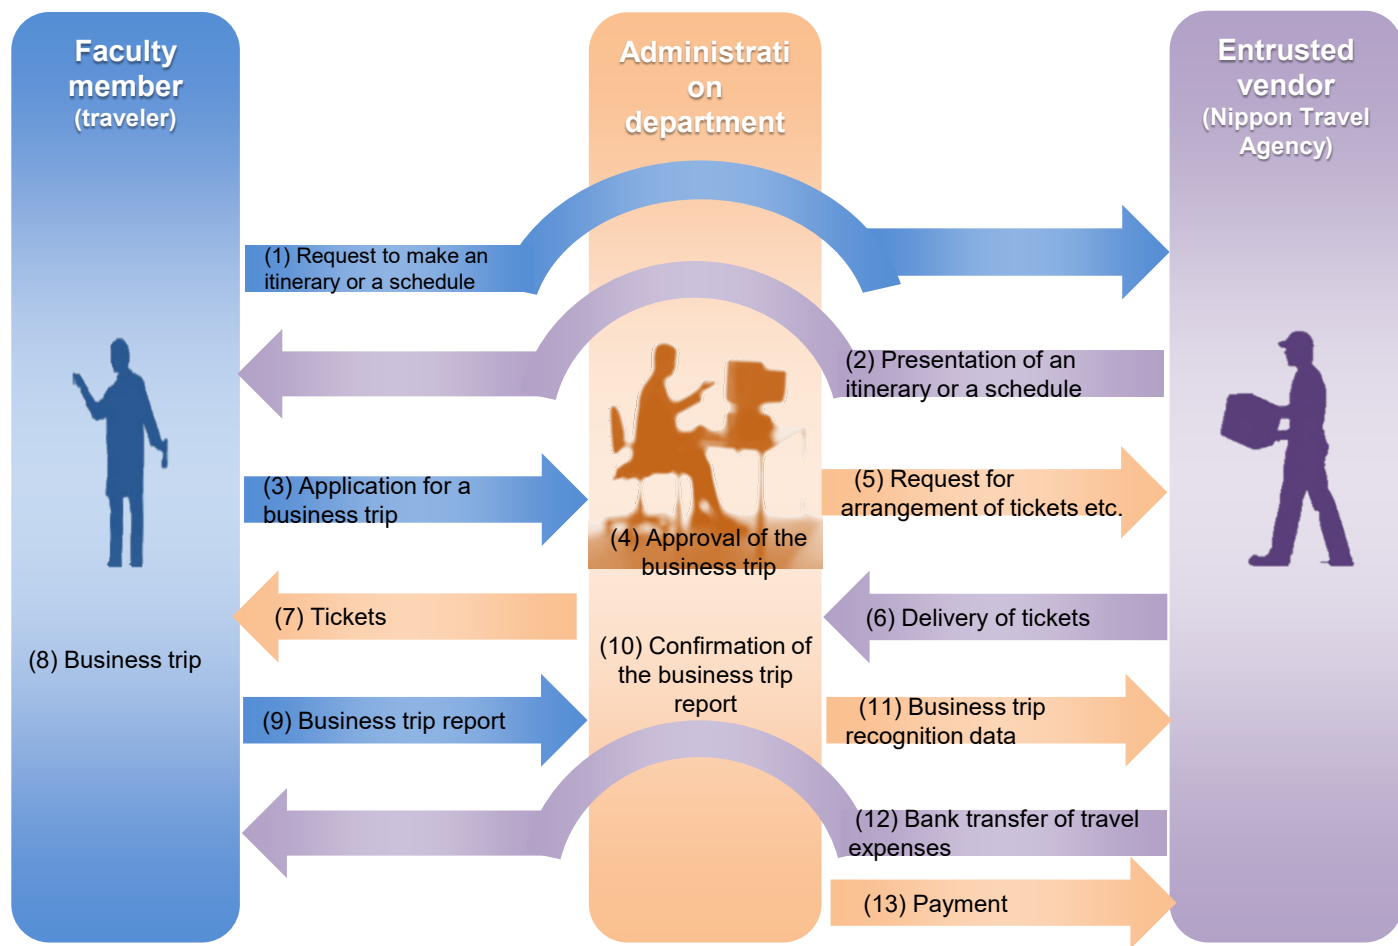 Faculty
member
(traveler)
Administrati
on
department
Entrusted
vendor
(Nippon Travel
Agency)
(1) Request to make an
itinerary or a schedule
(2) Presentation of an
itinerary or a schedule
(3) Application for a
business trip
(4) Approval of the
business trip
(5) Request for
arrangement of tickets etc.
(6) Delivery of tickets
(7) Tickets
(8) Business trip
(9) Business trip report
(10) Confirmation of
the business trip
report
(11) Business trip
recognition data
(12) Bank transfer of travel
expenses
(13) Payment